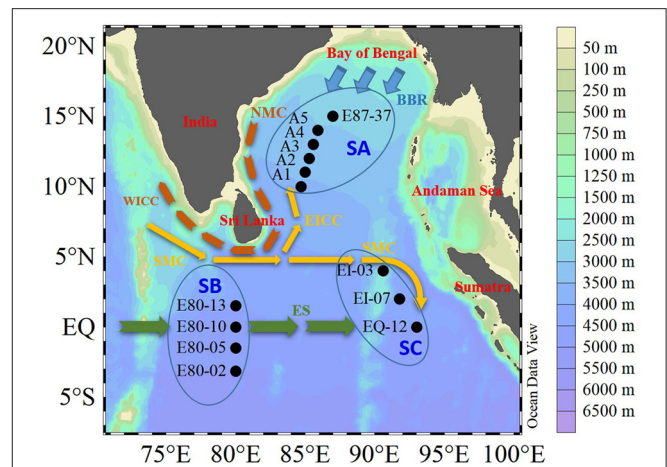 20°N
15°N
10°N
5°N
EQ
5°S
75°E
80°E
85°E
90°E
95°E
100°E
Bay of Bengal
BBR
India
NMC
A5
A4
A3
A2
A1
E87-37
SA
Andaman Sea
WICC
Sri Lanka
EICC
SMC
SMC
EI-03
Sumatra
SB
E80-13
E80-10
E80-05
E80-02
ES
EI-07
EQ-12
SC
Ocean Data View
50 m
100 m
250 m
500 m
750 m
1000 m
1250 m
1500 m
2000 m
2500 m
3000 m
3500 m
4000 m
4500 m
5000 m
5500 m
6000 m
6500 m